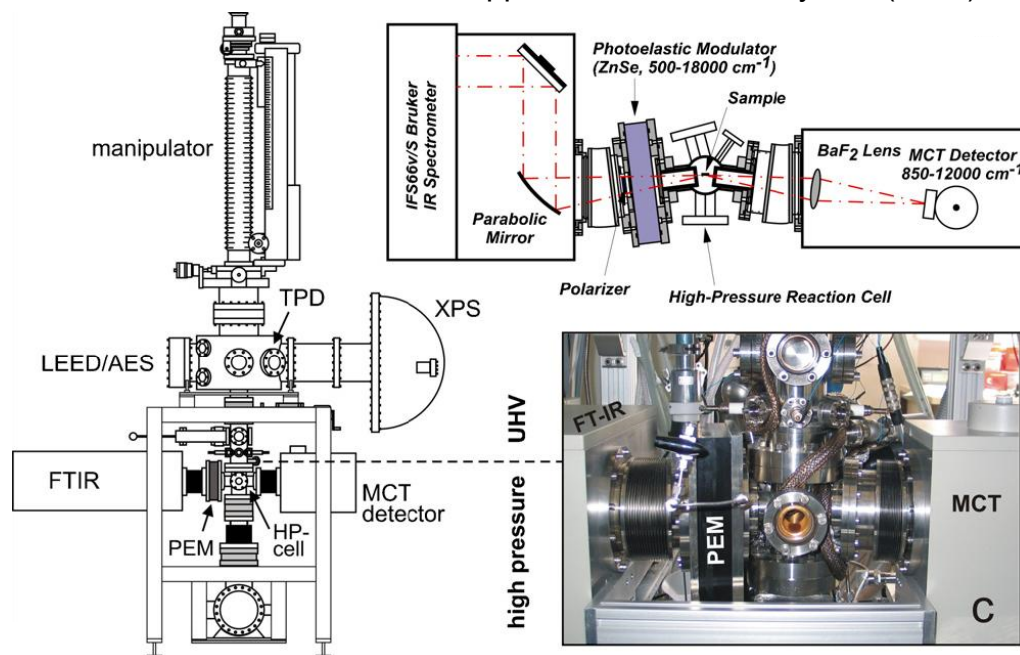 manipulator
TPD
XPS
LEED/AES
FTIR
PEM
HP-
cell
MCT
detector
UHV
high pressure
IFS66v/S Bruker
IR Spectrometer
Photoelastic Modulator
(ZnSe, 500-18000 cm⁻¹)
Sample
BaF₂ Lens
MCT Detector
850-12000 cm⁻¹
Parabolic
Mirror
Polarizer
High-Pressure Reaction Cell
FT-IR
PEM
MCT
C